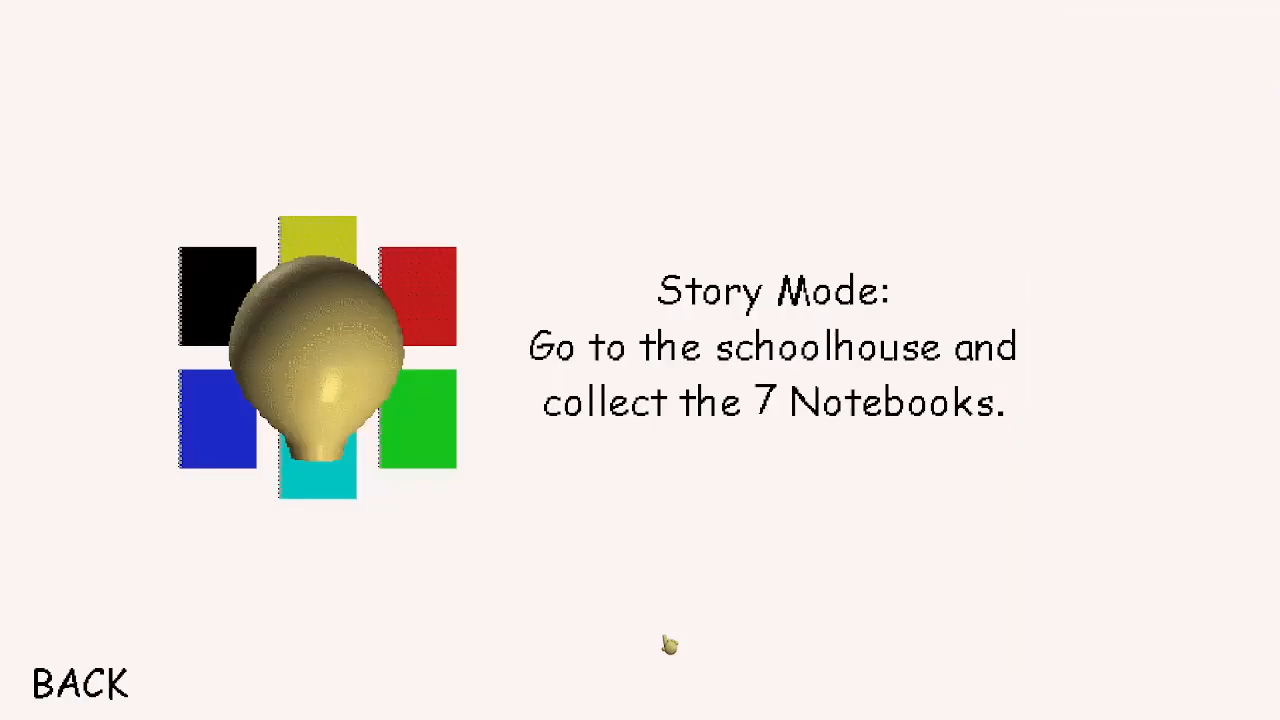 Story Mode:
Go to the schoolhouse and
collect the 7 Notebooks.
BACK